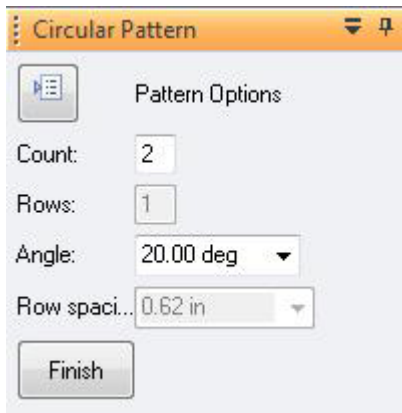 Circular Pattern
Pattern Options
Count: 2
Rows: 1
Angle: 20.00 deg
Row spaci... 0.62 in
Finish